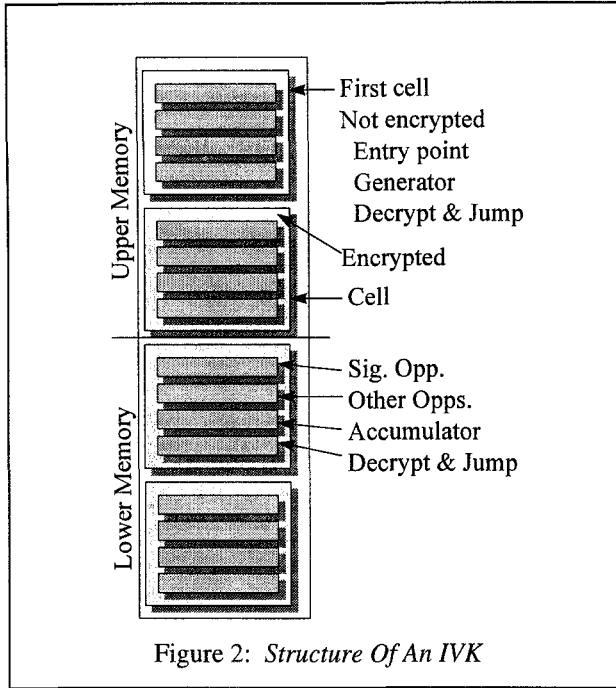 Upper Memory
First cell
Not encrypted
Entry point
Generator
Decrypt & Jump
Encrypted
Cell
Lower Memory
Sig. Opp.
Other Opps.
Accumulator
Decrypt & Jump
Figure 2: Structure Of An IVK